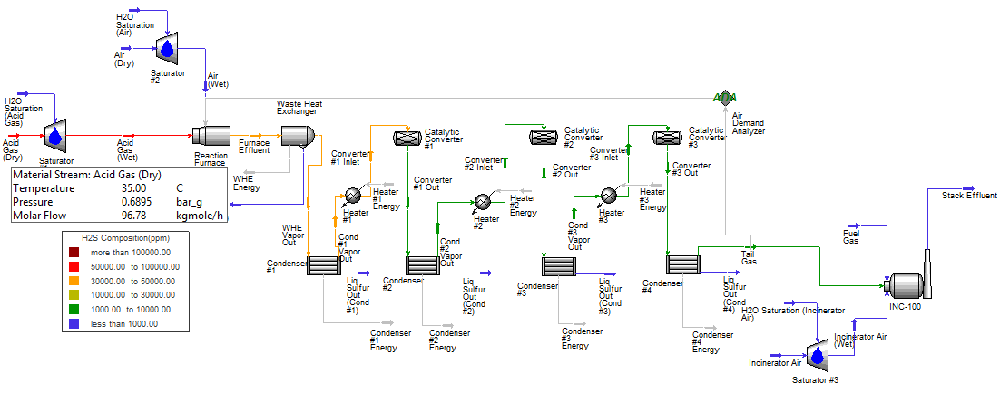 H2O
Saturation
(Air)
Air
(Dry)
Saturator
#2
Air
(Wet)
H2O
Saturation
(Acid
Gas)
Acid
Gas
(Dry)
Saturator
Acid
Gas
(Wet)
Reaction
Furnace
Furnace
Effluent
Waste Heat
Exchanger
WHE
Energy
Material Stream: Acid Gas (Dry)
Temperature 35.00 C
Pressure 0.6895 bar_g
Molar Flow 96.78 kgmole/h
H2S Composition(ppm)
more than 100000.00
50000.00 to 100000.00
30000.00 to 50000.00
10000.00 to 30000.00
1000.00 to 10000.00
less than 1000.00
WHE
Vapor
Out
Condenser
#1
Cond
#1
Vapor
Out
Liq
Sulfur
Out
(Cond
#1)
Condenser
#1
Energy
Heater
#1
Heater
#1
Energy
Converter
#1 Inlet
Catalytic
Converter
#1
Converter
#1 Out
Condenser
#2
Cond
#2
Vapor
Out
Liq
Sulfur
Out
(Cond
#2)
Condenser
#2
Energy
Heater
#2
Heater
#2
Energy
Converter
#2 Inlet
Catalytic
Converter
#2
Converter
#2 Out
Condenser
#3
Cond
#3
Vapor
Out
Liq
Sulfur
Out
(Cond
#3)
Condenser
#3
Energy
Heater
#3
Heater
#3
Energy
Converter
#3 Inlet
Catalytic
Converter
#3
Converter
#3 Out
Condenser
#4
Liq
Sulfur
Out
(Cond
#4)
Condenser
#4
Energy
ADA
Air
Demand
Analyzer
Tail
Gas
Fuel
Gas
Stack Effluent
INC-100
H2O Saturation (Incinerator
Air)
Incinerator Air
(Wet)
Incinerator Air
Saturator #3